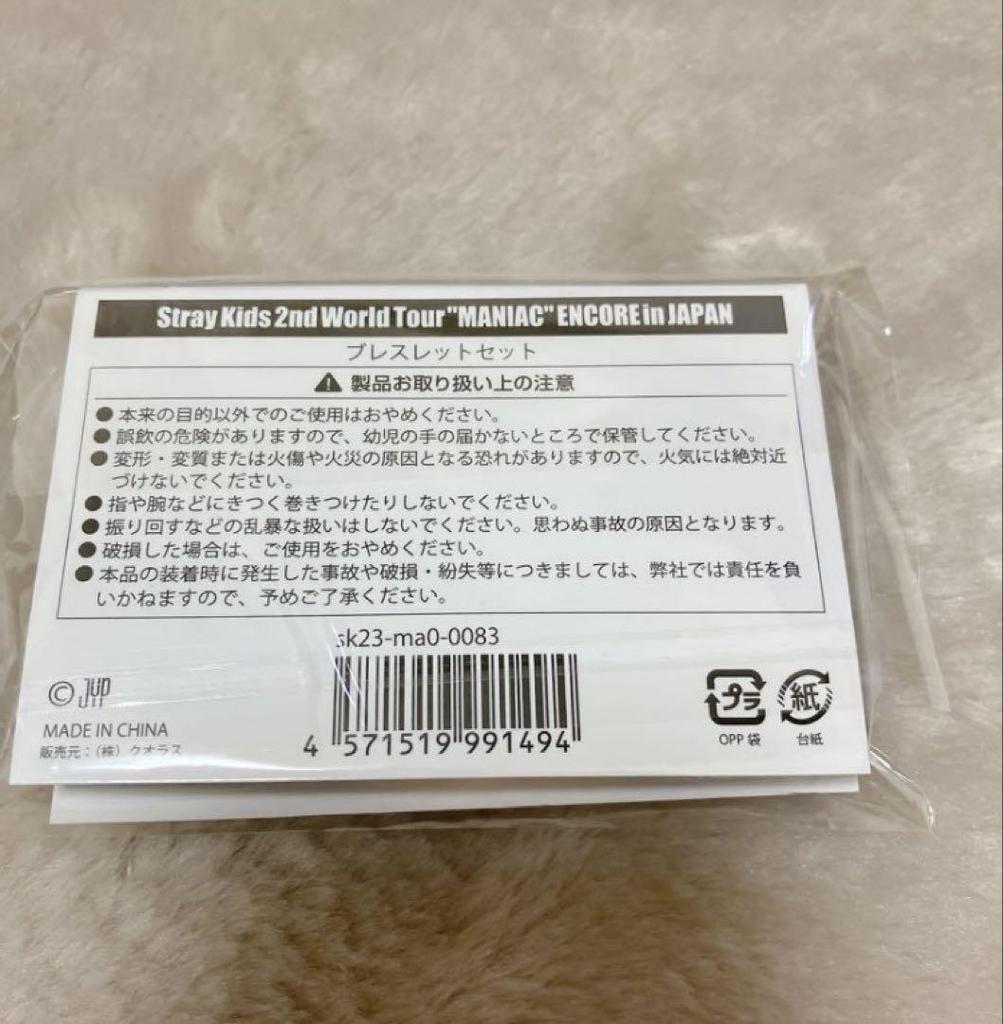 Stray Kids 2nd World Tour "MANIAC" ENCORE in JAPAN
ブレスレットセット
⚠ 製品お取り扱い上の注意
●本来の目的以外でのご使用はおやめください。
●誤飲の危険がありますので、幼児の手の届かないところで保管してください。
●変形・変質または火傷や火災の原因となる恐れがありますので、火気には絶対近
づけないでください。
●指や腕などにきつく巻きつけたりしないでください。
●振り回すなどの乱暴な扱いはしないでください。思わぬ事故の原因となります。
●破損した場合は、ご使用をおやめください。
●本品の装着時に発生した事故や破損・紛失等につきましては、弊社では責任を負
いかねますので、予めご了承ください。
sk23-ma0-0083
© JYP
MADE IN CHINA
販売元：（株）クオラス
4 571519 991494
プラ
OPP 袋
紙
台紙